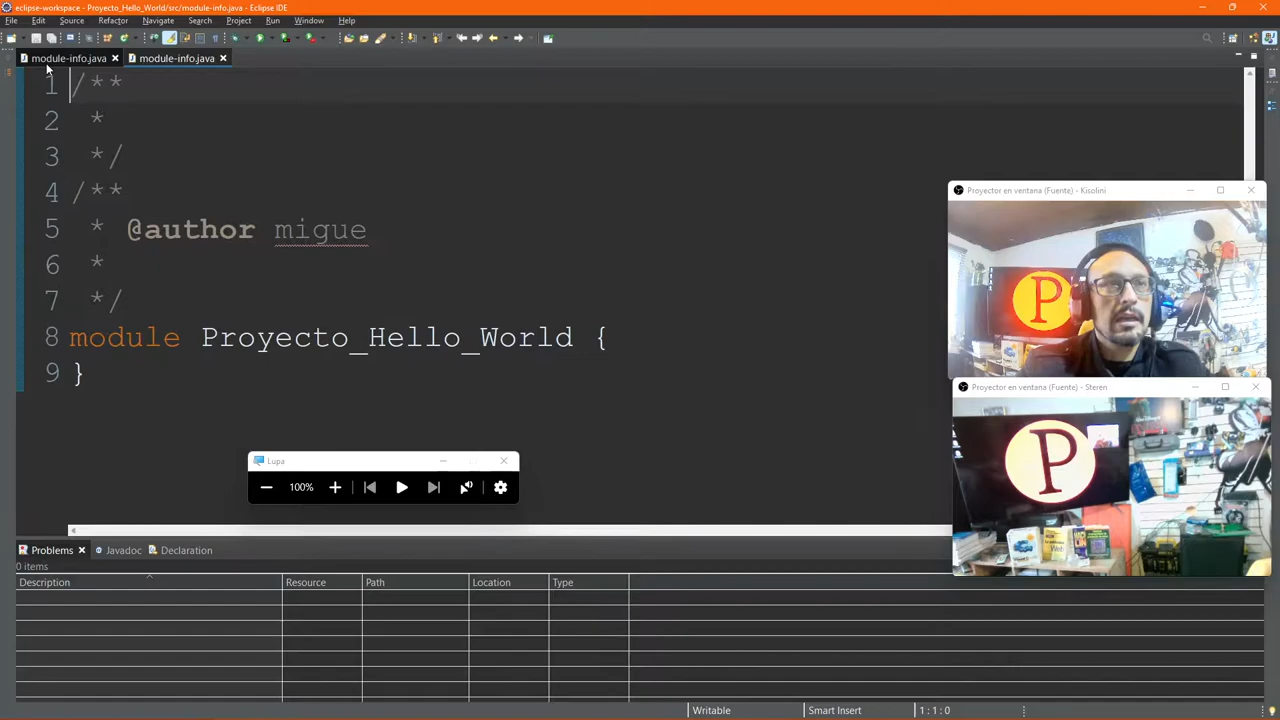 eclipse-workspace - Proyecto_Hello_World/src/module-info.java - Eclipse IDE
File Edit Source Refactor Navigate Search Project Run Window Help
module-info.java module-info.java
1 /**
2 *
3 */
4 /**
5 * @author migue
6 *
7 */
8 module Proyecto_Hello_World {
9 }
Proyector en ventana (Fuente) - Kisolini
P
Proyector en ventana (Fuente) - Steren
P
Lupa
100%
Problems Javadoc Declaration
0 items
Description Resource Path Location Type
Writable Smart Insert 1 : 1 : 0